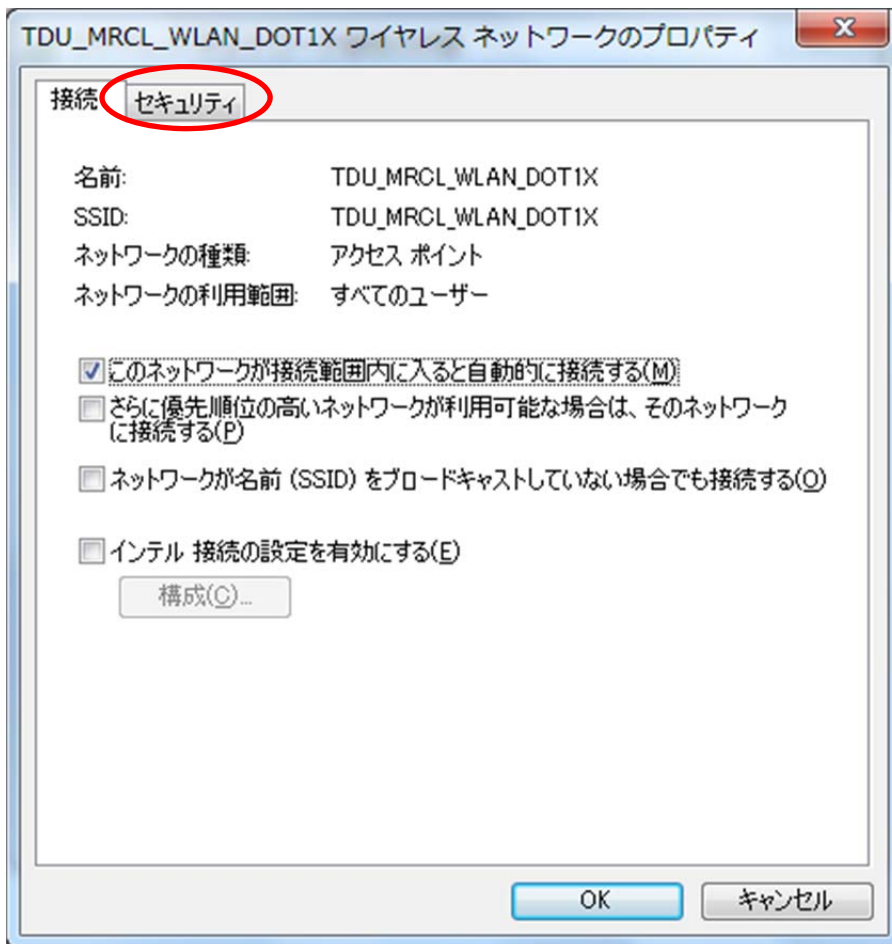 TDU_MRCL_WLAN_DOT1X ワイヤレス ネットワークのプロパティ
接続 セキュリティ
名前: TDU_MRCL_WLAN_DOT1X
SSID: TDU_MRCL_WLAN_DOT1X
ネットワークの種類: アクセス ポイント
ネットワークの利用範囲: すべてのユーザー
このネットワークが接続範囲内に入ると自動的に接続する(M)
さらに優先順位の高いネットワークが利用可能な場合は、そのネットワーク
に接続する(P)
ネットワークが名前 (SSID) をブロードキャストしていない場合でも接続する(O)
インテル 接続の設定を有効にする(E)
構成(C)...
OK キャンセル